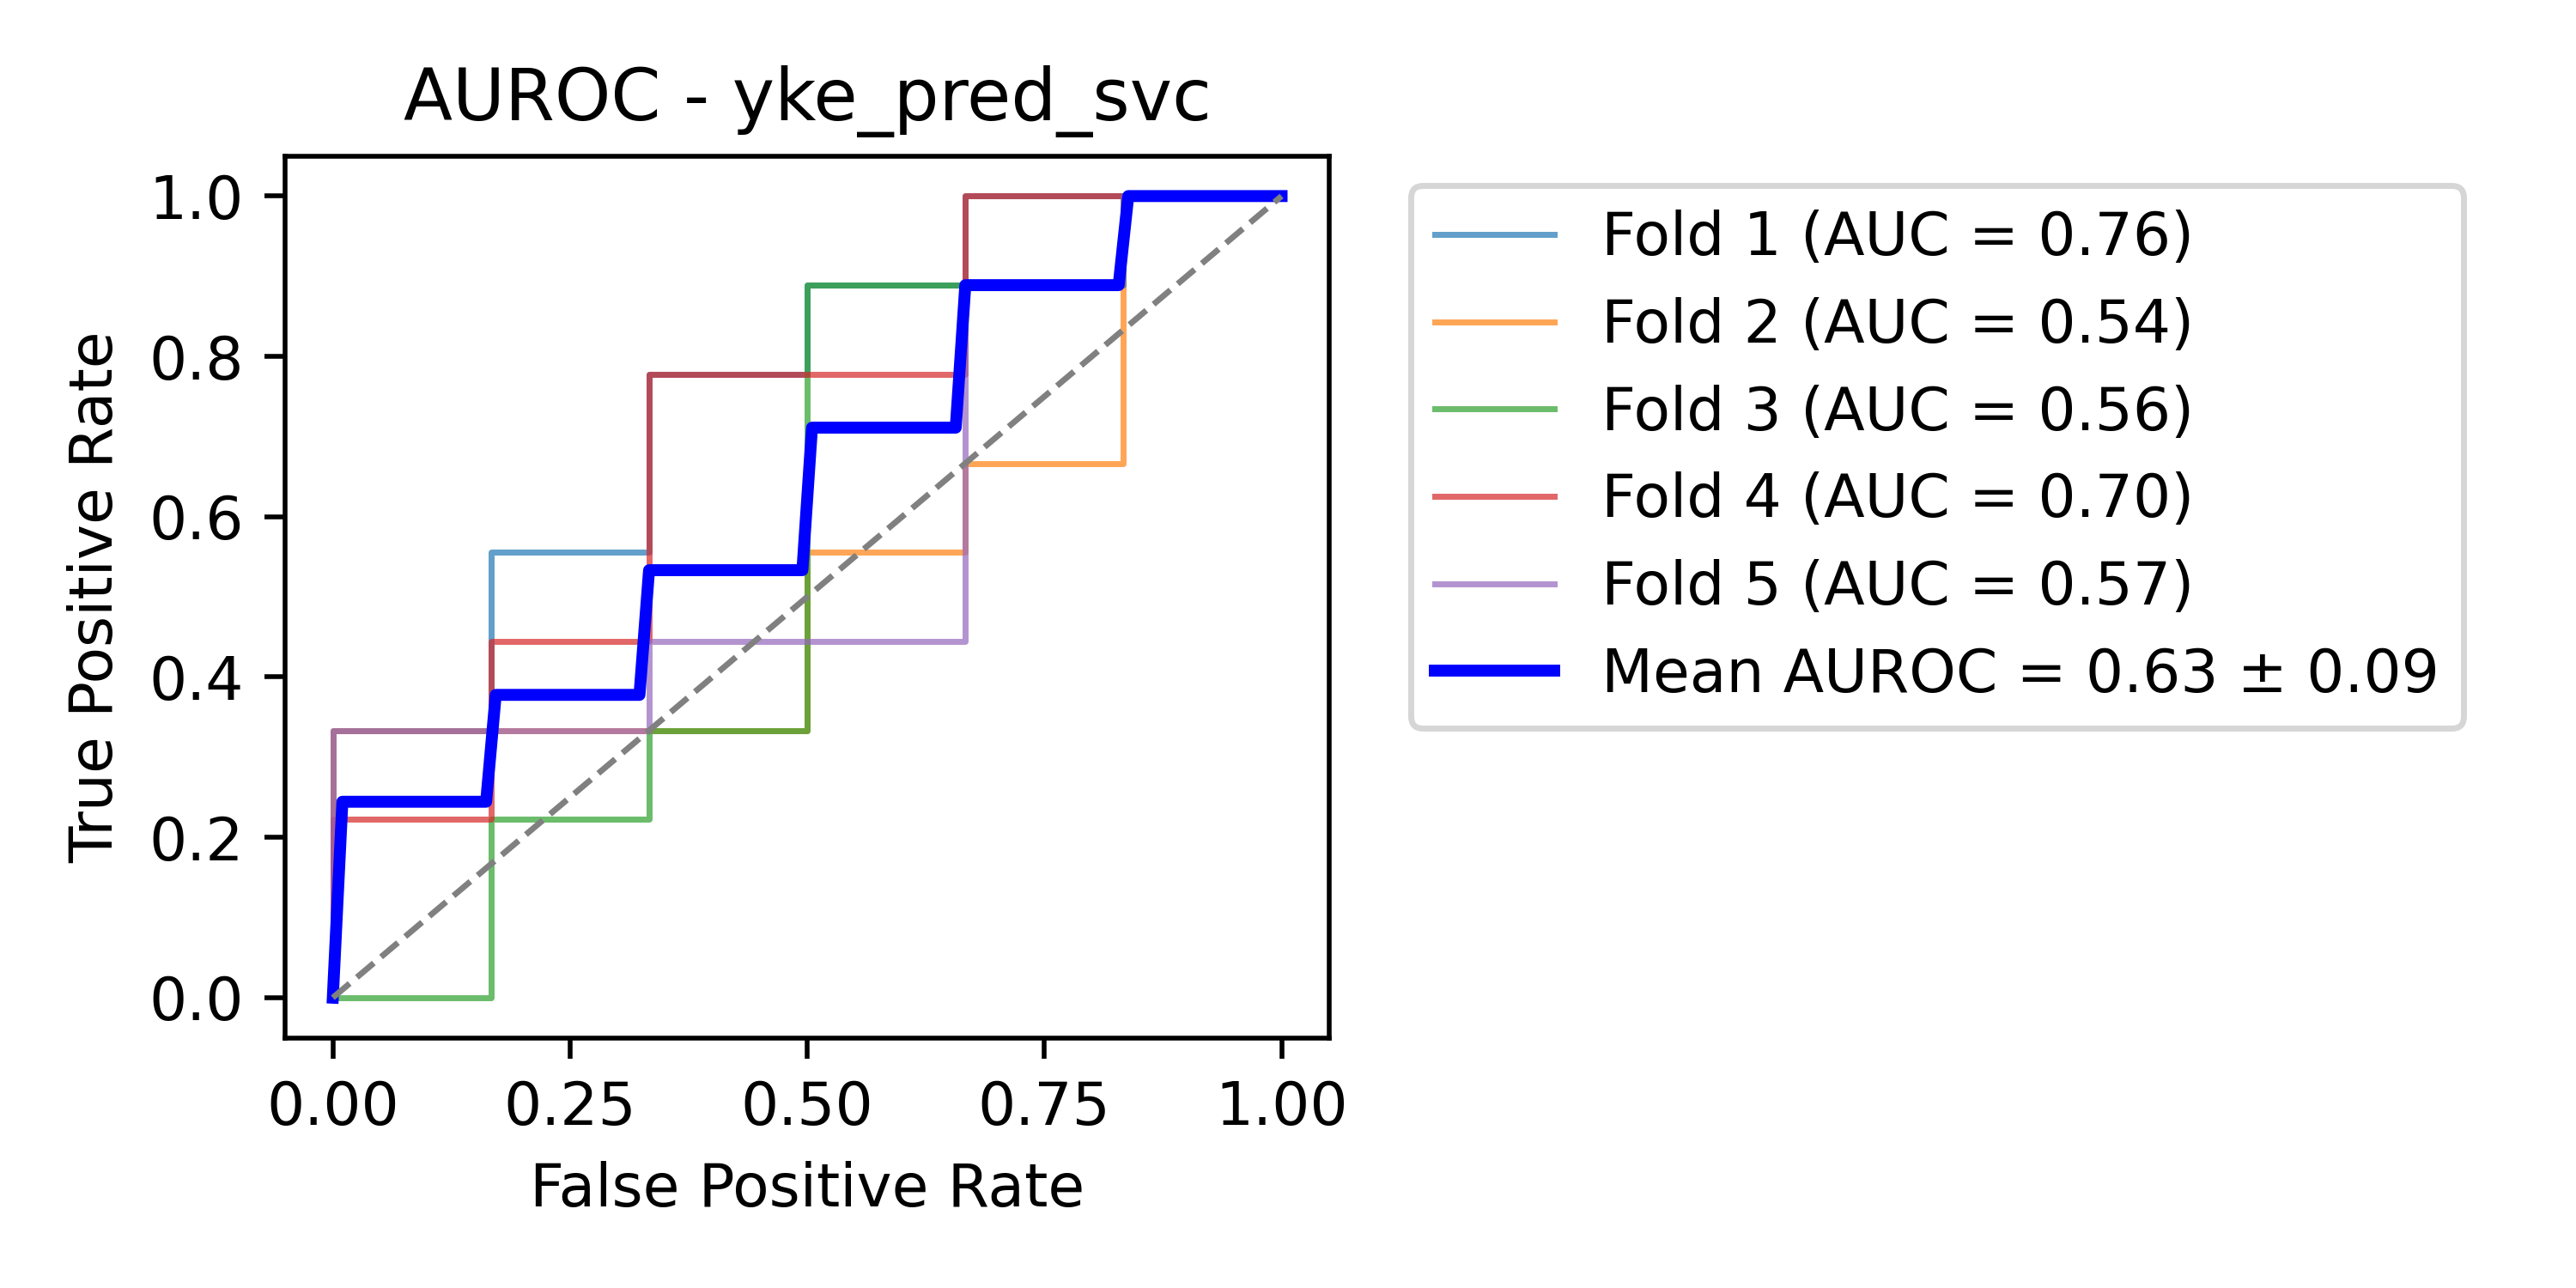 AUROC - yke_pred_svc
True Positive Rate
1.0
0.8
0.6
0.4
0.2
0.0
0.00 0.25 0.50 0.75 1.00
False Positive Rate
Fold 1 (AUC = 0.76)
Fold 2 (AUC = 0.54)
Fold 3 (AUC = 0.56)
Fold 4 (AUC = 0.70)
Fold 5 (AUC = 0.57)
Mean AUROC = 0.63 ± 0.09